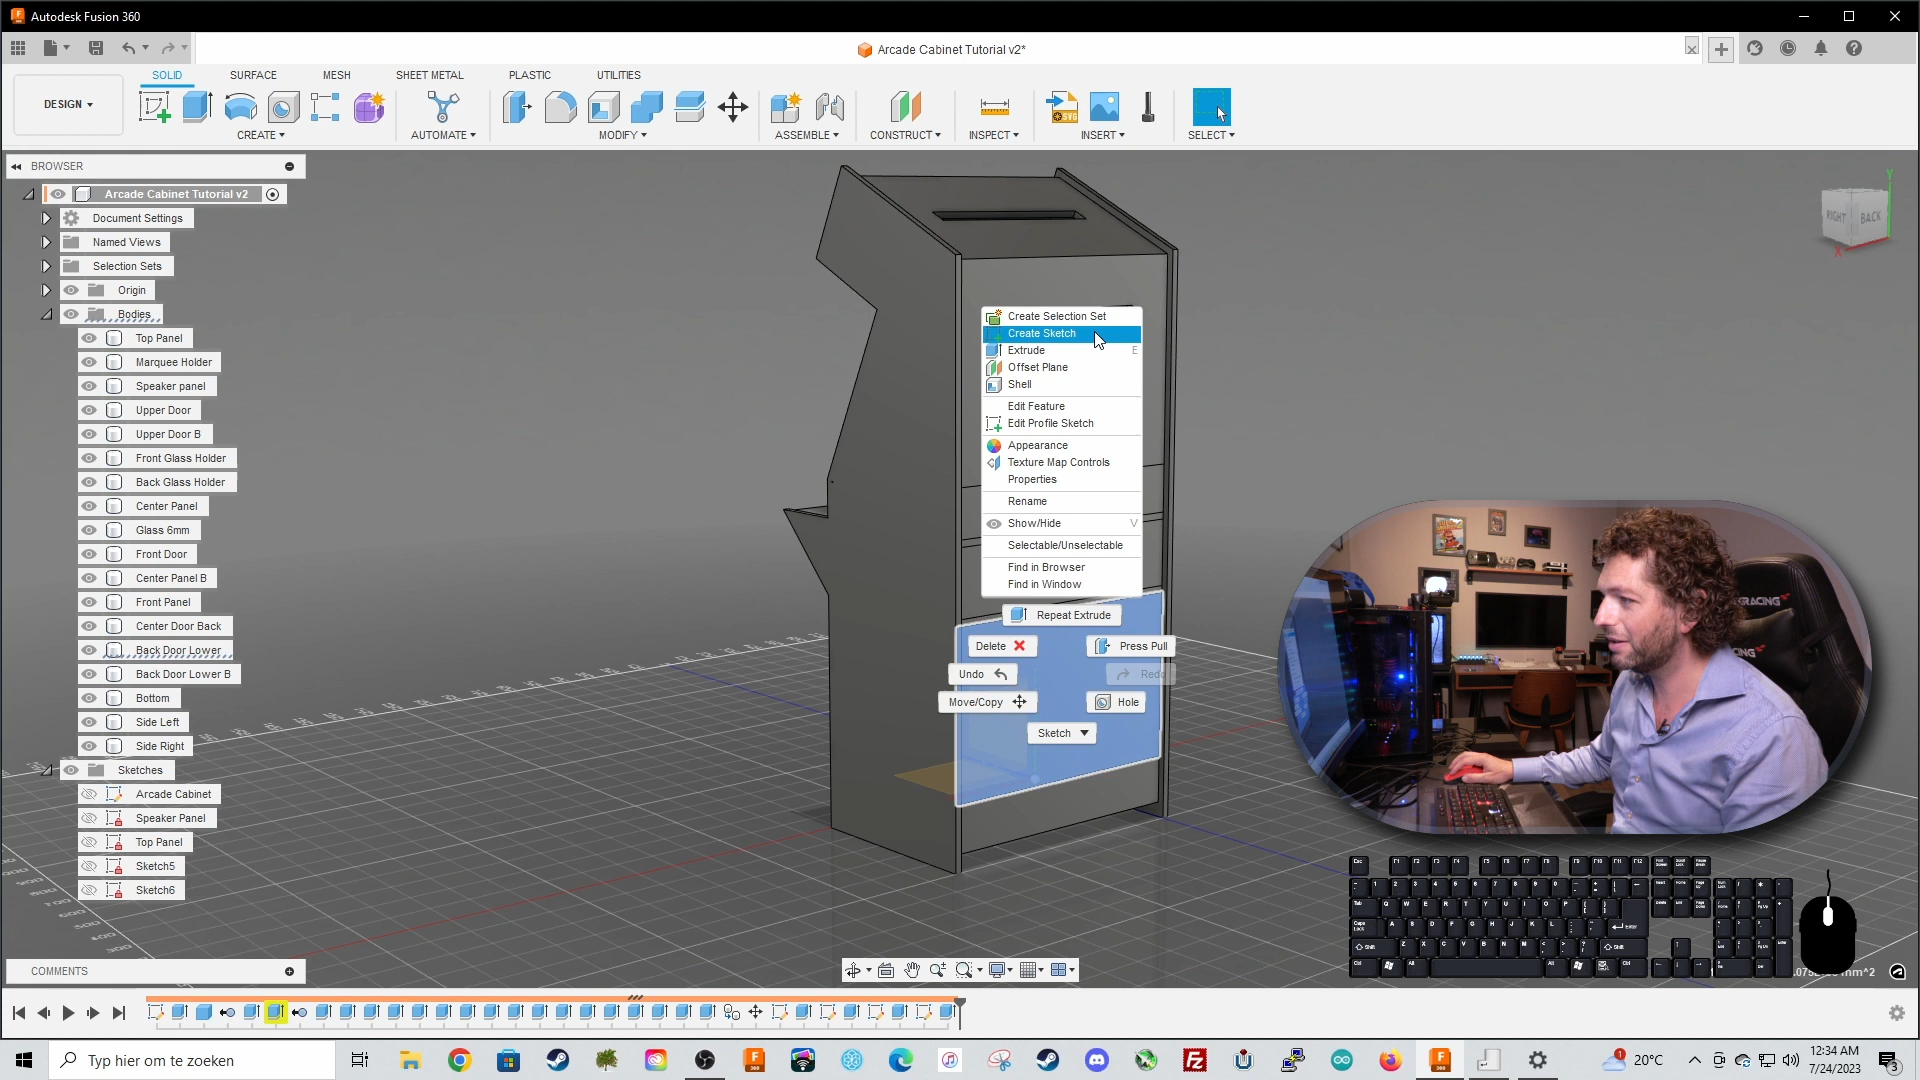 Autodesk Fusion 360
Arcade Cabinet Tutorial v2*
DESIGN
SOLID
SURFACE
MESH
SHEET METAL
PLASTIC
UTILITIES
CREATE
AUTOMATE
MODIFY
ASSEMBLE
CONSTRUCT
INSPECT
INSERT
SELECT
BROWSER
Arcade Cabinet Tutorial v2
Document Settings
Named Views
Selection Sets
Origin
Bodies
Top Panel
Marquee Holder
Speaker panel
Upper Door
Upper Door B
Front Glass Holder
Back Glass Holder
Center Panel
Glass 6mm
Front Door
Center Panel B
Front Panel
Center Door Back
Back Door Lower
Back Door Lower B
Bottom
Side Left
Side Right
Sketches
Arcade Cabinet
Speaker Panel
Top Panel
Sketch5
Sketch6
COMMENTS
Create Selection Set
Create Sketch
Extrude E
Offset Plane
Shell
Edit Feature
Edit Profile Sketch
Appearance
Texture Map Controls
Properties
Rename
Show/Hide V
Selectable/Unselectable
Find in Browser
Find in Window
Repeat Extrude
Delete
Press Pull
Undo
Redo
Move/Copy
Hole
Sketch
RIGHT
BACK
Y
X
RACING
mm^2
Typ hier om te zoeken
20°C
12:34 AM
7/24/2023